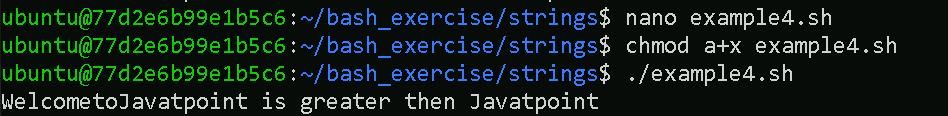 ubuntu@77d2e6b99e1b5c6:~/bash_exercise/strings$ nano example4.sh
ubuntu@77d2e6b99e1b5c6:~/bash_exercise/strings$ chmod a+x example4.sh
ubuntu@77d2e6b99e1b5c6:~/bash_exercise/strings$ ./example4.sh
WelcometoJavatpoint is greater then Javatpoint